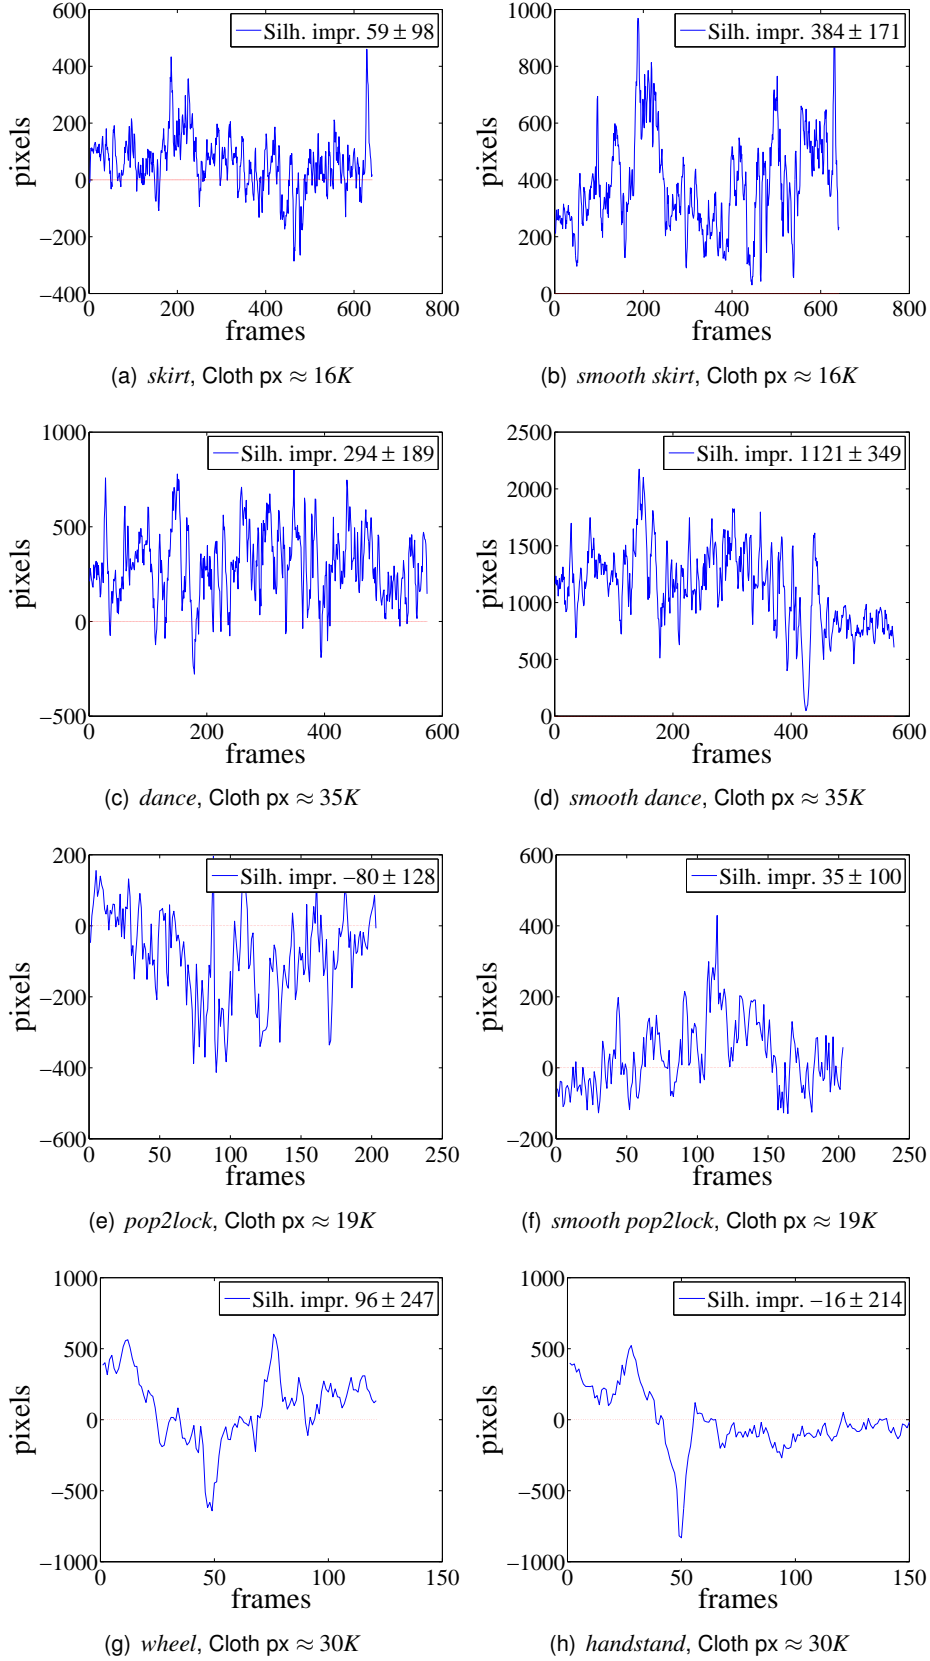 Silh. impr. 59 ± 98
600
400
200
0
−200
−400
pixels
0 200 400 600 800
frames
(a) skirt, Cloth px ≈ 16K
Silh. impr. 384 ± 171
1000
800
600
400
200
0
pixels
0 200 400 600 800
frames
(b) smooth skirt, Cloth px ≈ 16K
Silh. impr. 294 ± 189
1000
500
0
−500
pixels
0 200 400 600
frames
(c) dance, Cloth px ≈ 35K
Silh. impr. 1121 ± 349
2500
2000
1500
1000
500
0
pixels
0 200 400 600
frames
(d) smooth dance, Cloth px ≈ 35K
Silh. impr. −80 ± 128
200
0
−200
−400
−600
pixels
0 50 100 150 200 250
frames
(e) pop2lock, Cloth px ≈ 19K
Silh. impr. 35 ± 100
600
400
200
0
−200
pixels
0 50 100 150 200 250
frames
(f) smooth pop2lock, Cloth px ≈ 19K
Silh. impr. 96 ± 247
1000
500
0
−500
−1000
pixels
0 50 100 150
frames
(g) wheel, Cloth px ≈ 30K
Silh. impr. −16 ± 214
1000
500
0
−500
−1000
pixels
0 50 100 150
frames
(h) handstand, Cloth px ≈ 30K